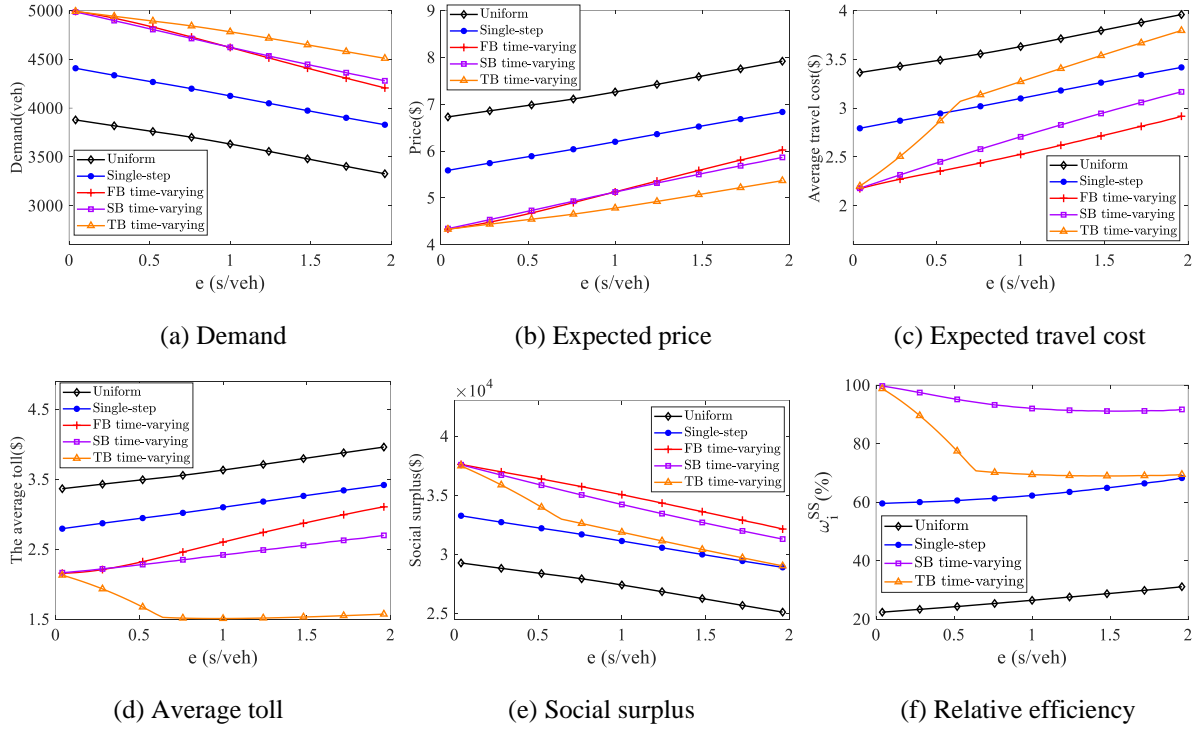 5000
4500
4000
3500
3000
Demand(veh)
Uniform
Single-step
FB time-varying
SB time-varying
TB time-varying
0
0.5
1
1.5
2
e (s/veh)
(a) Demand
9
8
7
6
5
4
Price($)
Uniform
Single-step
FB time-varying
SB time-varying
TB time-varying
0
0.5
1
1.5
2
e (s/veh)
(b) Expected price
4
3.5
3
2.5
2
Average travel cost($)
Uniform
Single-step
FB time-varying
SB time-varying
TB time-varying
0
0.5
1
1.5
2
e (s/veh)
(c) Expected travel cost
4.5
3.5
2.5
1.5
The average toll($)
Uniform
Single-step
FB time-varying
SB time-varying
TB time-varying
0
0.5
1
1.5
2
e (s/veh)
(d) Average toll
×10⁴
41k
37k
33k
29k
25k
Social surplus($)
Uniform
Single-step
FB time-varying
SB time-varying
TB time-varying
0
0.5
1
1.5
2
e (s/veh)
(e) Social surplus
100
80
60
40
20
ω_i^SS(%)
Uniform
Single-step
SB time-varying
TB time-varying
0
0.5
1
1.5
2
e (s/veh)
(f) Relative efficiency